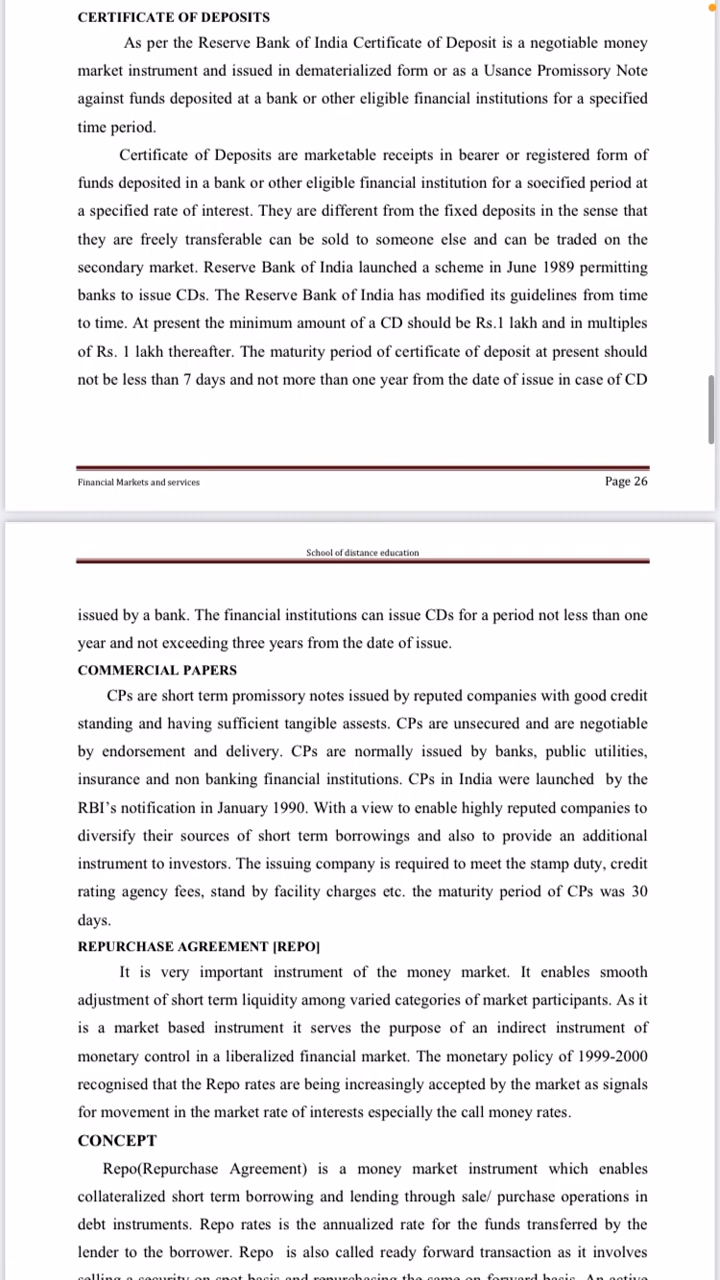 CERTIFICATE OF DEPOSITS
As per the Reserve Bank of India Certificate of Deposit is a negotiable money
market instrument and issued in dematerialized form or as a Usance Promissory Note
against funds deposited at a bank or other eligible financial institutions for a specified
time period.
Certificate of Deposits are marketable receipts in bearer or registered form of
funds deposited in a bank or other eligible financial institution for a soecified period at
a specified rate of interest. They are different from the fixed deposits in the sense that
they are freely transferable can be sold to someone else and can be traded on the
secondary market. Reserve Bank of India launched a scheme in June 1989 permitting
banks to issue CDs. The Reserve Bank of India has modified its guidelines from time
to time. At present the minimum amount of a CD should be Rs.1 lakh and in multiples
of Rs. 1 lakh thereafter. The maturity period of certificate of deposit at present should
not be less than 7 days and not more than one year from the date of issue in case of CD
Financial Markets and services Page 26
School of distance education
issued by a bank. The financial institutions can issue CDs for a period not less than one
year and not exceeding three years from the date of issue.
COMMERCIAL PAPERS
CPs are short term promissory notes issued by reputed companies with good credit
standing and having sufficient tangible assests. CPs are unsecured and are negotiable
by endorsement and delivery. CPs are normally issued by banks, public utilities,
insurance and non banking financial institutions. CPs in India were launched by the
RBI’s notification in January 1990. With a view to enable highly reputed companies to
diversify their sources of short term borrowings and also to provide an additional
instrument to investors. The issuing company is required to meet the stamp duty, credit
rating agency fees, stand by facility charges etc. the maturity period of CPs was 30
days.
REPURCHASE AGREEMENT [REPO]
It is very important instrument of the money market. It enables smooth
adjustment of short term liquidity among varied categories of market participants. As it
is a market based instrument it serves the purpose of an indirect instrument of
monetary control in a liberalized financial market. The monetary policy of 1999-2000
recognised that the Repo rates are being increasingly accepted by the market as signals
for movement in the market rate of interests especially the call money rates.
CONCEPT
Repo(Repurchase Agreement) is a money market instrument which enables
collateralized short term borrowing and lending through sale/ purchase operations in
debt instruments. Repo rates is the annualized rate for the funds transferred by the
lender to the borrower. Repo is also called ready forward transaction as it involves
selling a security on spot basis and repurchasing the same on forward basis. An active